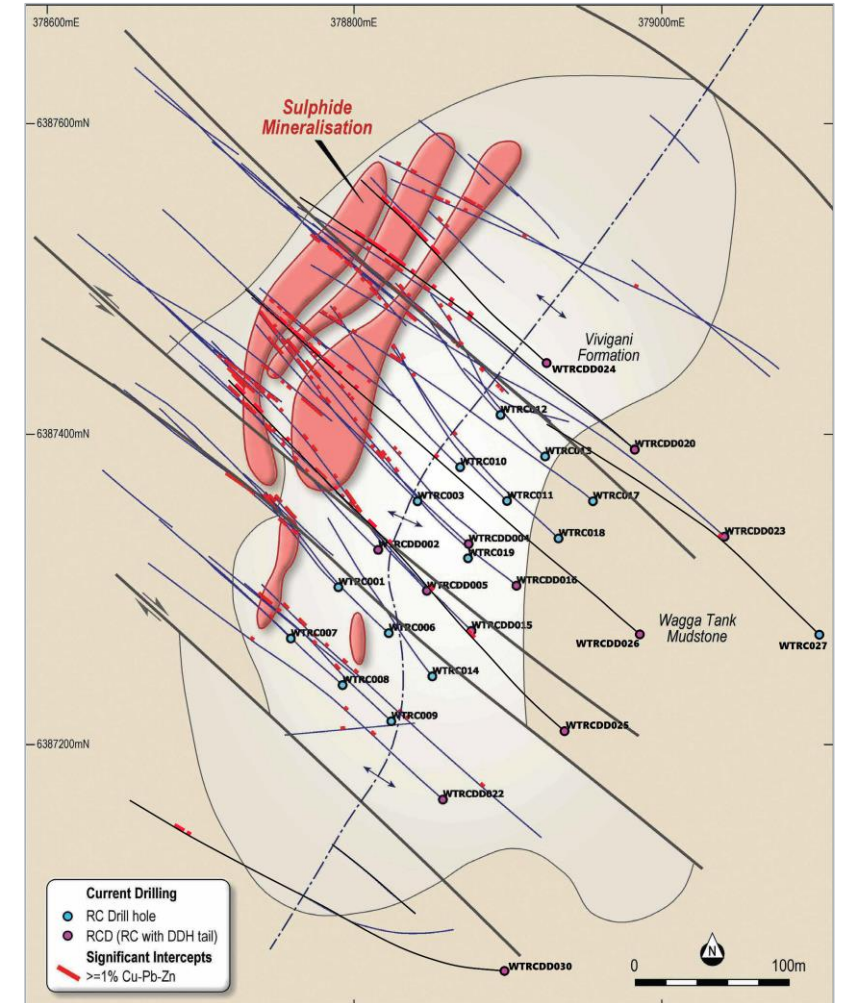 378600mE
378800mE
379000mE
6387600mN
Sulphide
Mineralisation
Vivigani
Formation
WTRCDD024
WTRC012
6387400mN
WTRCDD020
WTRC013
WTRC010
WTRC003
WTRC011
WTRC017
WTRCDD023
WTRC018
WTRCDD004
WTRCDD002
WTRC019
WTRC001
WTRCDD005
WTRCDD016
WTRCDD015
WTRC006
WTRC007
Wagga Tank
Mudstone
WTRCDD026
WTRC027
WTRC014
WTRC008
WTRC009
WTRCDD025
6387200mN
WTRCDD022
Current Drilling
RC Drill hole
RCD (RC with DDH tail)
Significant Intercepts
>=1% Cu-Pb-Zn
WTRCDD030
N
0
100m